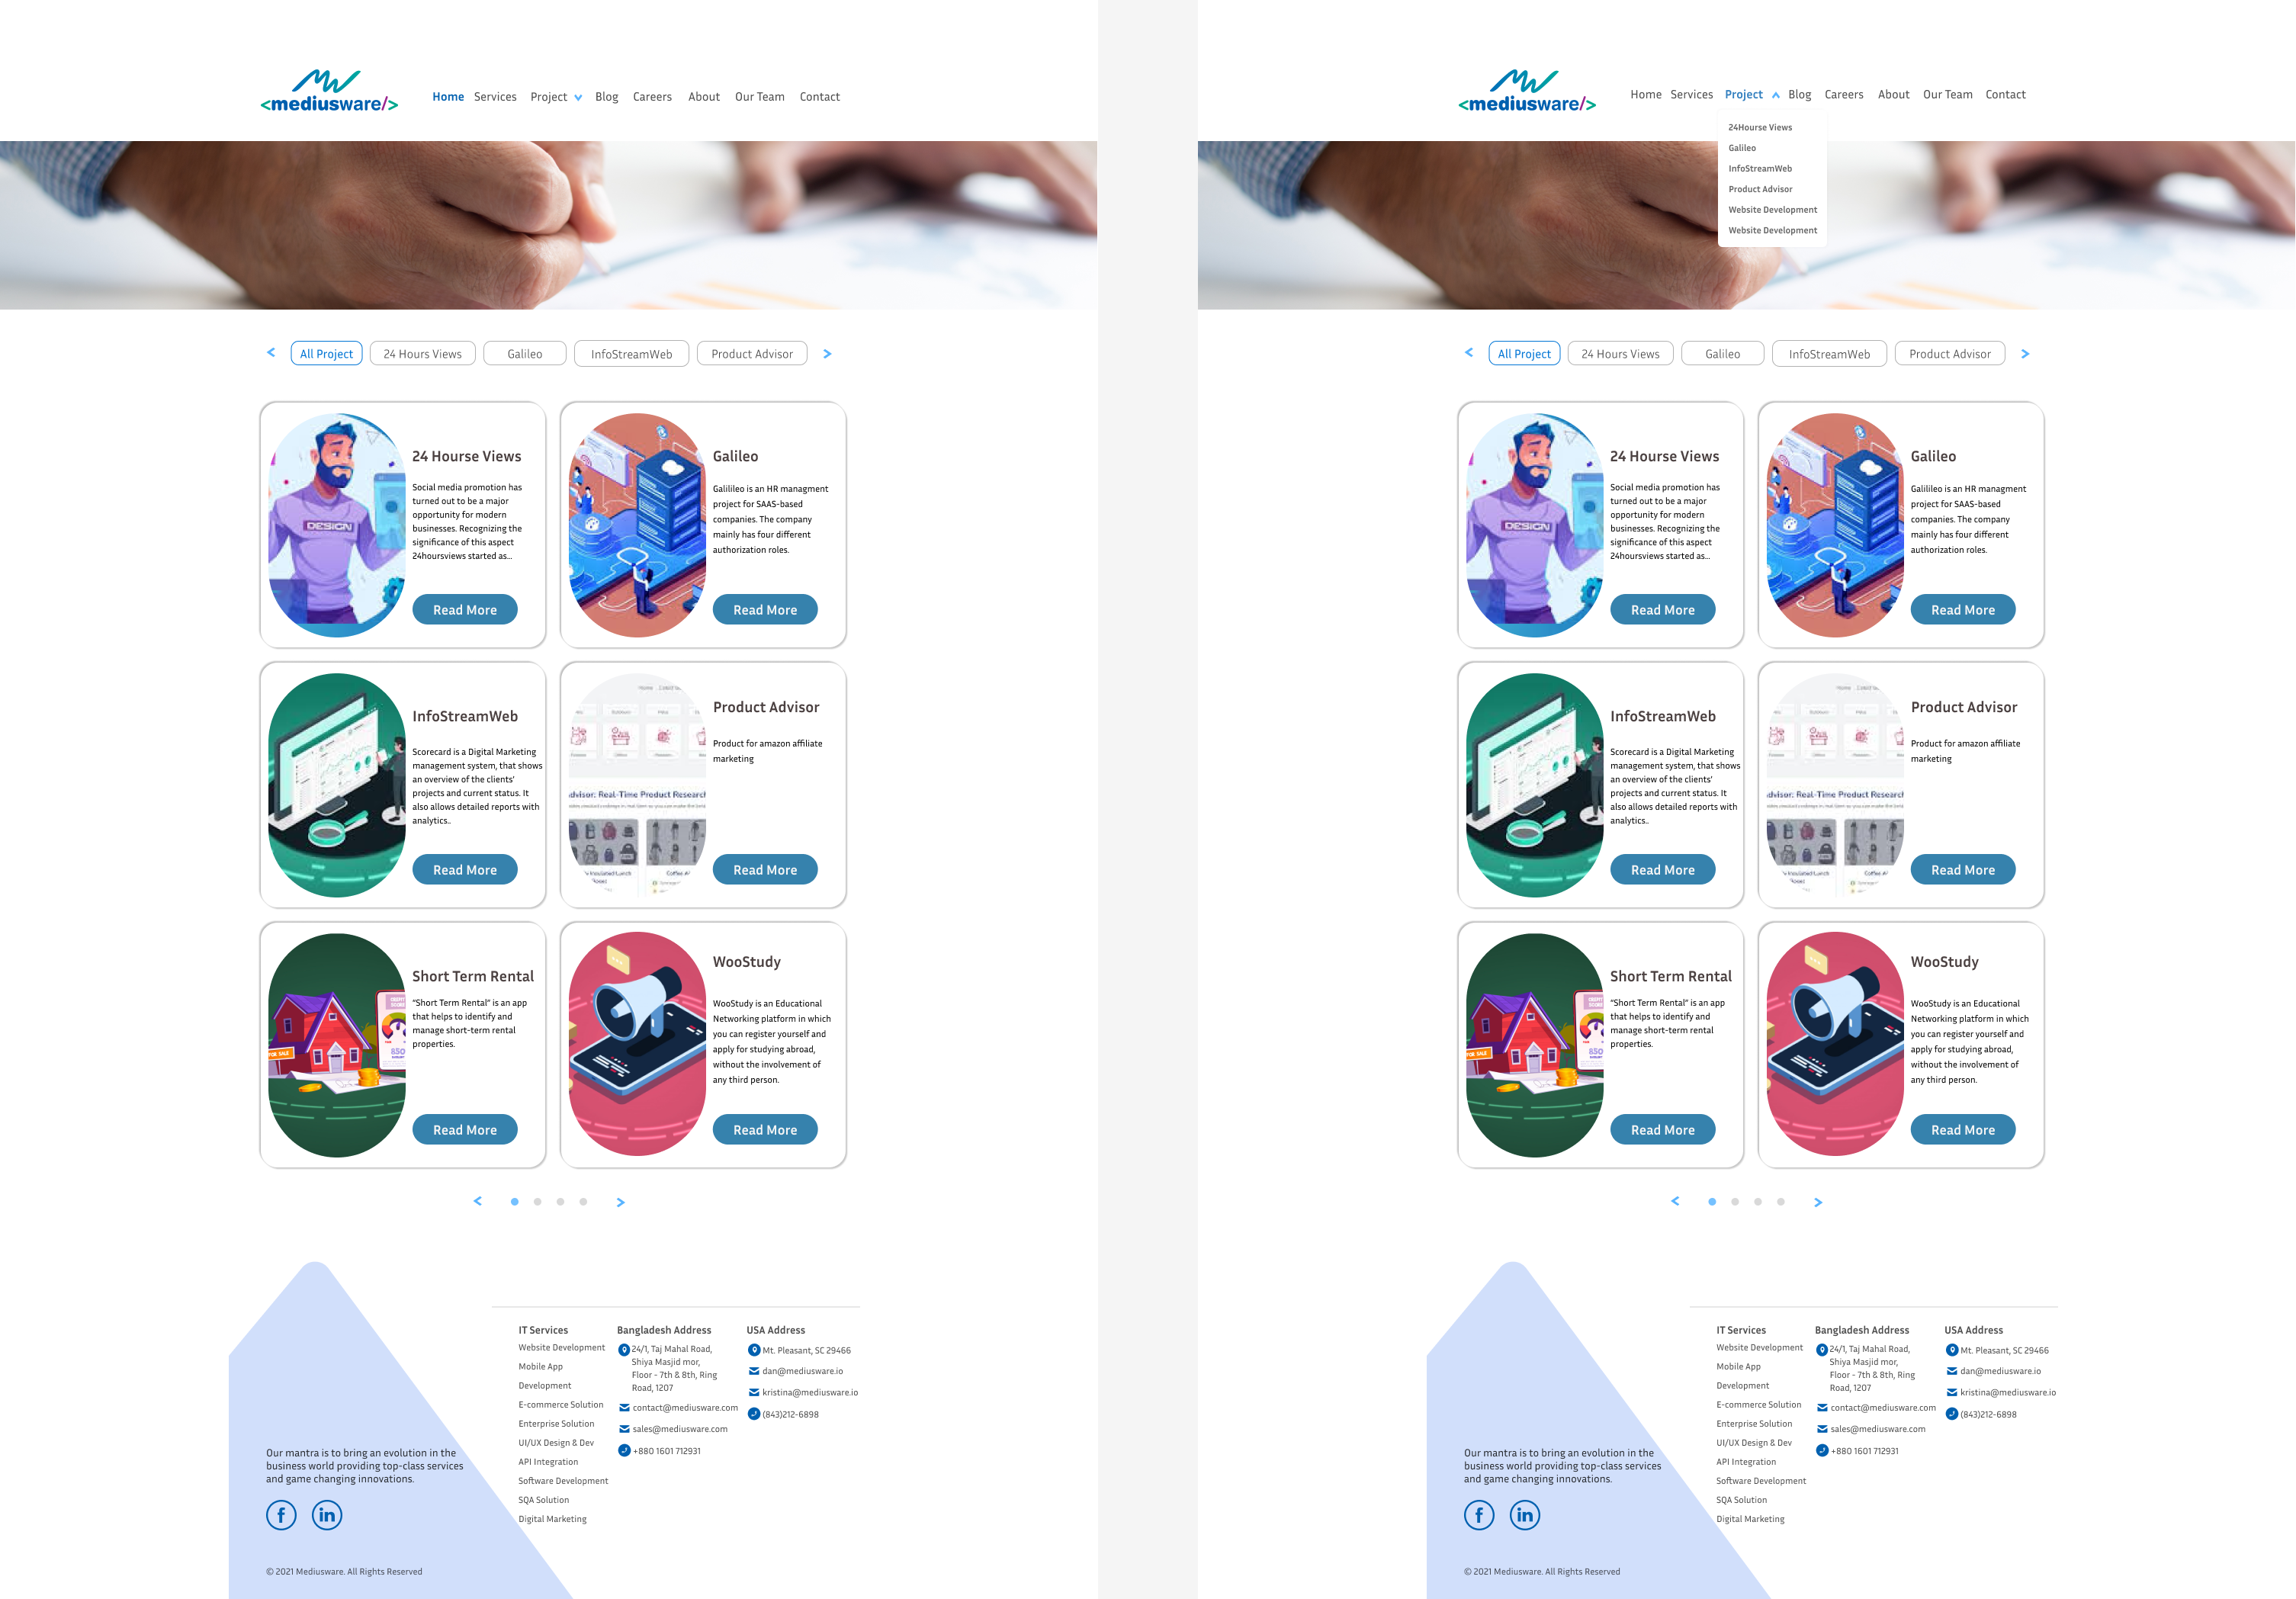 <mediusware/>
Home Services Project Blog Careers About Our Team Contact
All Project 24 Hours Views Galileo InfoStreamWeb Product Advisor
24 Hourse Views
Social media promotion has
turned out to be a major
opportunity for modern
businesses. Recognizing the
significance of this aspect
24hoursviews started as...
Read More
DESIGN
Galileo
Galilileo is an HR managment
project for SAAS-based
companies. The company
mainly has four different
authorization roles.
Read More
InfoStreamWeb
Scorecard is a Digital Marketing
management system, that shows
an overview of the clients'
projects and current status. It
also allows detailed reports with
analytics..
Read More
Product Advisor
Product for amazon affiliate
marketing
Read More
dvisor: Real-Time Product Research
Short Term Rental
"Short Term Rental" is an app
that helps to identify and
manage short-term rental
properties.
Read More
FOR SALE
850
WooStudy
WooStudy is an Educational
Networking platform in which
you can register yourself and
apply for studying abroad,
without the involvement of
any third person.
Read More
Our mantra is to bring an evolution in the
business world providing top-class services
and game changing innovations.
f in
© 2021 Mediusware. All Rights Reserved
IT Services
Website Development
Mobile App
Development
E-commerce Solution
Enterprise Solution
UI/UX Design & Dev
API Integration
Software Development
SQA Solution
Digital Marketing
Bangladesh Address
24/1, Taj Mahal Road,
Shiya Masjid mor,
Floor - 7th & 8th, Ring
Road, 1207
contact@mediusware.com
sales@mediusware.com
+880 1601 712931
USA Address
Mt. Pleasant, SC 29466
dan@mediusware.io
kristina@mediusware.io
(843)212-6898
<mediusware/>
Home Services Project Blog Careers About Our Team Contact
24Hourse Views
Galileo
InfoStreamWeb
Product Advisor
Website Development
Website Development
All Project 24 Hours Views Galileo InfoStreamWeb Product Advisor
24 Hourse Views
Social media promotion has
turned out to be a major
opportunity for modern
businesses. Recognizing the
significance of this aspect
24hoursviews started as...
Read More
DESIGN
Galileo
Galilileo is an HR managment
project for SAAS-based
companies. The company
mainly has four different
authorization roles.
Read More
InfoStreamWeb
Scorecard is a Digital Marketing
management system, that shows
an overview of the clients'
projects and current status. It
also allows detailed reports with
analytics..
Read More
Product Advisor
Product for amazon affiliate
marketing
Read More
dvisor: Real-Time Product Research
Short Term Rental
"Short Term Rental" is an app
that helps to identify and
manage short-term rental
properties.
Read More
FOR SALE
850
WooStudy
WooStudy is an Educational
Networking platform in which
you can register yourself and
apply for studying abroad,
without the involvement of
any third person.
Read More
Our mantra is to bring an evolution in the
business world providing top-class services
and game changing innovations.
f in
© 2021 Mediusware. All Rights Reserved
IT Services
Website Development
Mobile App
Development
E-commerce Solution
Enterprise Solution
UI/UX Design & Dev
API Integration
Software Development
SQA Solution
Digital Marketing
Bangladesh Address
24/1, Taj Mahal Road,
Shiya Masjid mor,
Floor - 7th & 8th, Ring
Road, 1207
contact@mediusware.com
sales@mediusware.com
+880 1601 712931
USA Address
Mt. Pleasant, SC 29466
dan@mediusware.io
kristina@mediusware.io
(843)212-6898